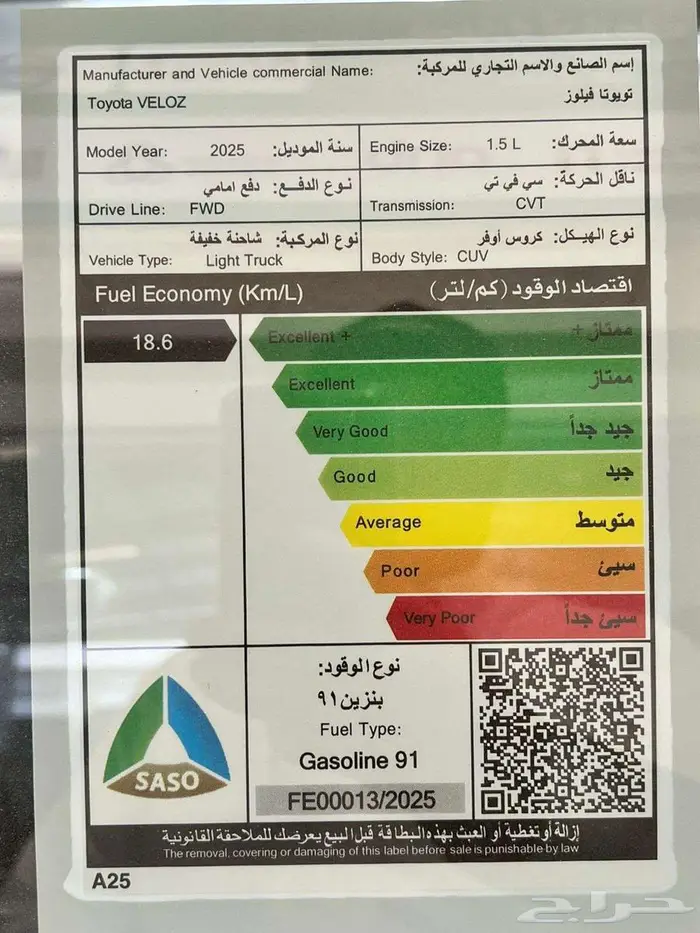 Manufacturer and Vehicle commercial Name: إسم الصانع والاسم التجاري للمركبة:
Toyota VELOZ تويوتا فيلوز
Model Year: 2025 سنة الموديل:
Engine Size: 1.5 L سعة المحرك:
نوع الدفـــع: دفع امامي
Drive Line: FWD
ناقل الحركة: سي في تي
Transmission: CVT
نوع المركبة: شاحنة خفيفة
Vehicle Type: Light Truck
نوع الهيكل: كروس أوفر
Body Style: CUV
Fuel Economy (Km/L) اقتصاد الوقود (كم/لتر)
18.6
Excellent + ممتاز +
Excellent ممتاز
Very Good جيد جداً
Good جيد
Average متوسط
Poor سيئ
Very Poor سيئ جداً
SASO
نوع الوقود:
بنزين ٩١
Fuel Type:
Gasoline 91
FE00013/2025
إزالة أو تغطية أو العبث بهذه البطاقة قبل البيع يعرضك للملاحقة القانونية
The removal, covering or damaging of this label before sale is punishable by law
A25
حراج